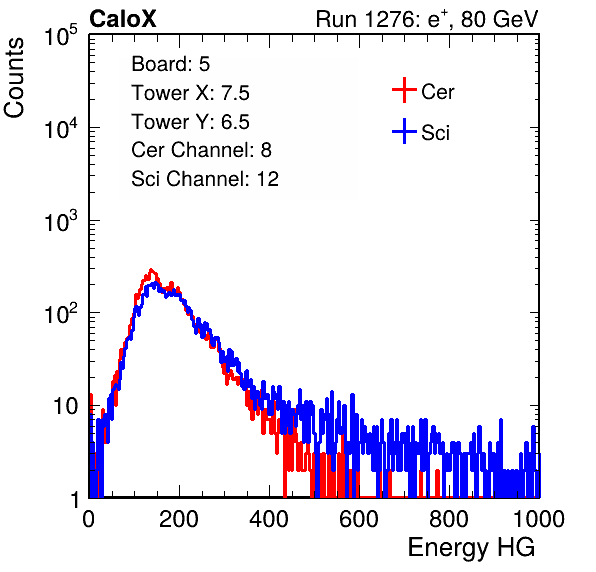 CaloX Run 1276: e⁺, 80 GeV
Counts
10⁵
10⁴
10³
10²
10
1
Board: 5
Tower X: 7.5
Tower Y: 6.5
Cer Channel: 8
Sci Channel: 12
Cer
Sci
0 200 400 600 800 1000
Energy HG